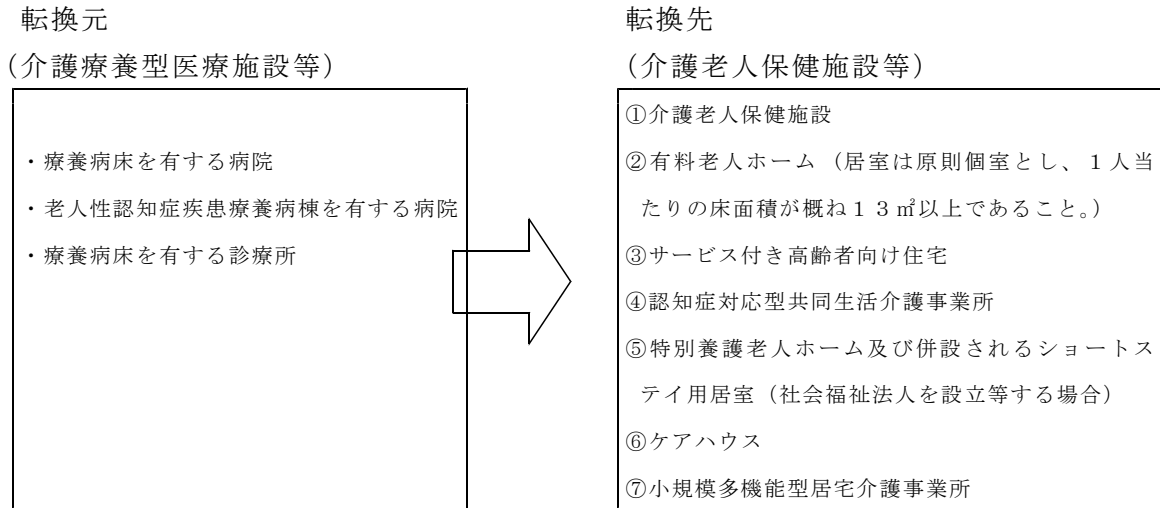 転換元
(介護療養型医療施設等)
・療養病床を有する病院
・老人性認知症疾患療養病棟を有する病院
・療養病床を有する診療所
転換先
(介護老人保健施設等)
①介護老人保健施設
②有料老人ホーム(居室は原則個室とし、1人当
たりの床面積が概ね13㎡以上であること。)
③サービス付き高齢者向け住宅
④認知症対応型共同生活介護事業所
⑤特別養護老人ホーム及び併設されるショートス
テイ用居室(社会福祉法人を設立等する場合)
⑥ケアハウス
⑦小規模多機能型居宅介護事業所